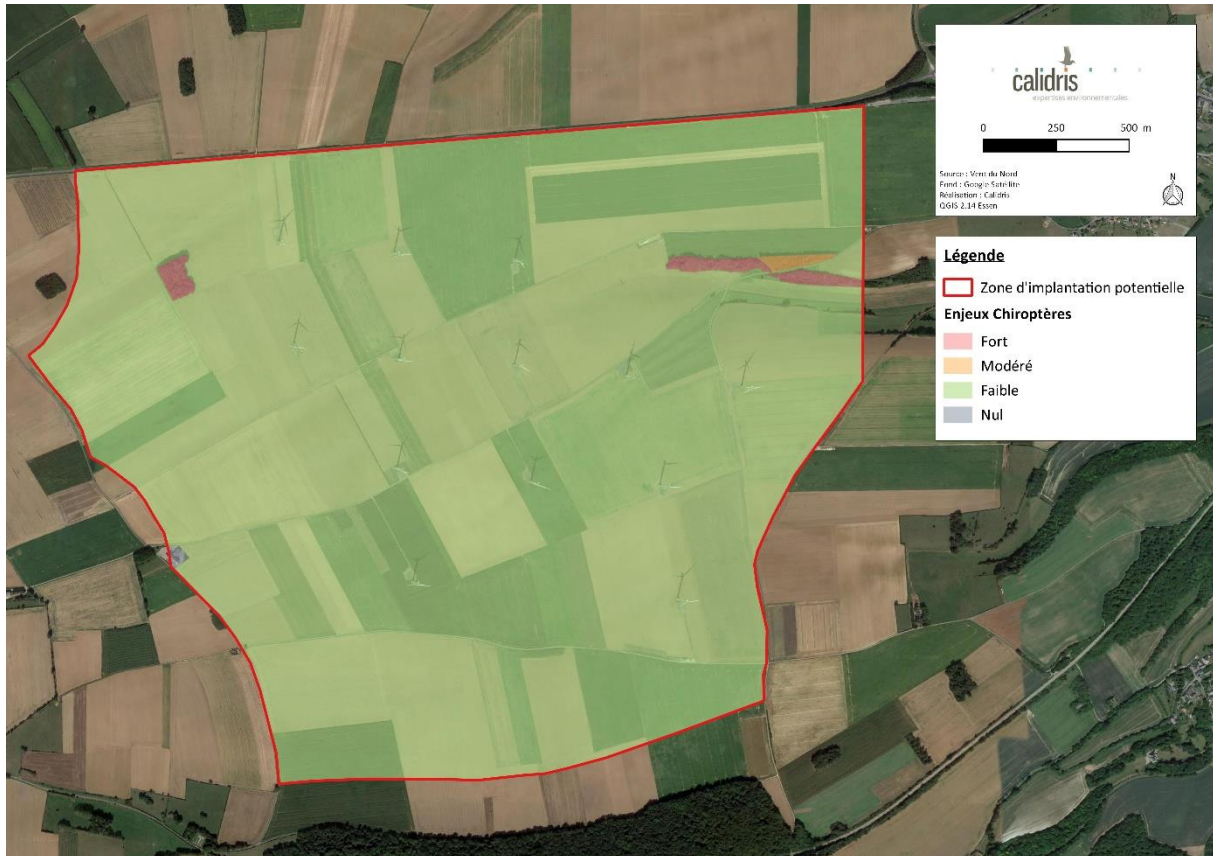 calidris
expertises environnementales
0 250 500 m
Source : Vent du Nord
Fond : Google Satellite
Réalisation : Calidris
QGIS 2.14 Essen
N
Légende
Zone d'implantation potentielle
Enjeux Chiroptères
Fort
Modéré
Faible
Nul